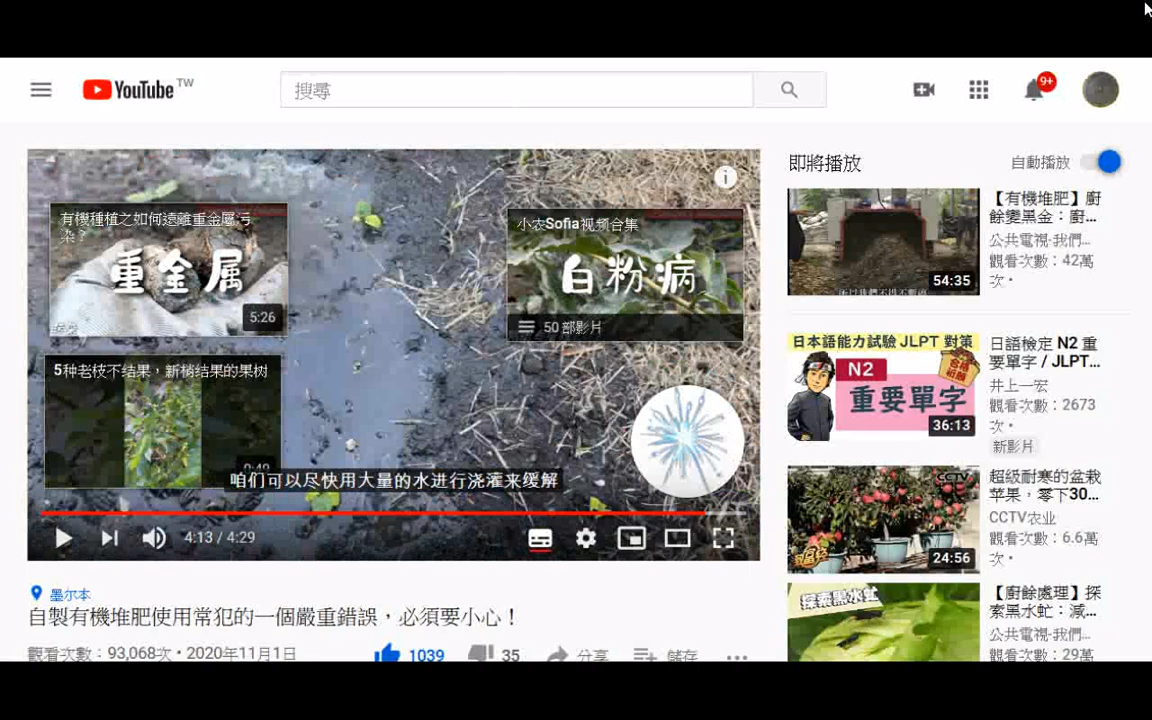 YouTube TW
搜尋
9+
有機種植之如何遠離重金屬污
染？
重金属
5:26
小农Sofia视频合集
白粉病
50 部影片
5种老枝不结果，新梢结果的果树
咱们可以尽快用大量的水进行浇灌来缓解
4:13 / 4:29
墨尔本
自製有機堆肥使用常犯的一個嚴重錯誤，必須要小心！
觀看次數：93,068次 • 2020年11月1日
1039
35
分享
儲存
即將播放
自動播放
54:35
【有機堆肥】廚
餘變黑金：廚...
公共電視-我們...
觀看次數：42萬
次 •
日本語能力試驗 JLPT 對策
N2
重要單字
36:13
日語檢定 N2 重
要單字 / JLPT...
井上一宏
觀看次數：2673
次 •
新影片
CCTV
24:56
超級耐寒的盆栽
苹果，零下30...
CCTV农业
觀看次數：6.6萬
次 •
探索黑水虻
【廚餘處理】探
索黑水虻：減...
公共電視-我們...
觀看次數：29萬